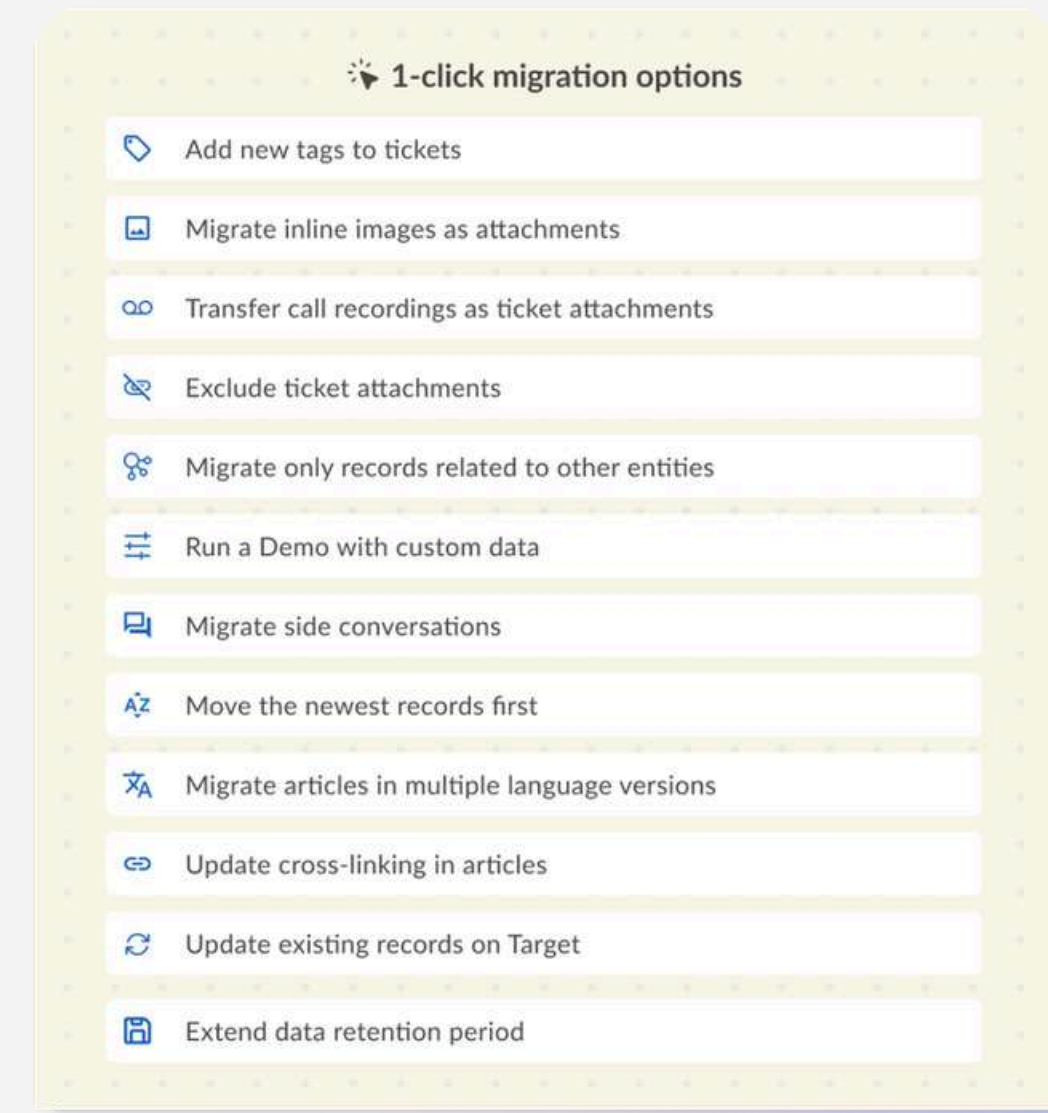 1-click migration options
Add new tags to tickets
Migrate inline images as attachments
Transfer call recordings as ticket attachments
Exclude ticket attachments
Migrate only records related to other entities
Run a Demo with custom data
Migrate side conversations
Move the newest records first
Migrate articles in multiple language versions
Update cross-linking in articles
Update existing records on Target
Extend data retention period